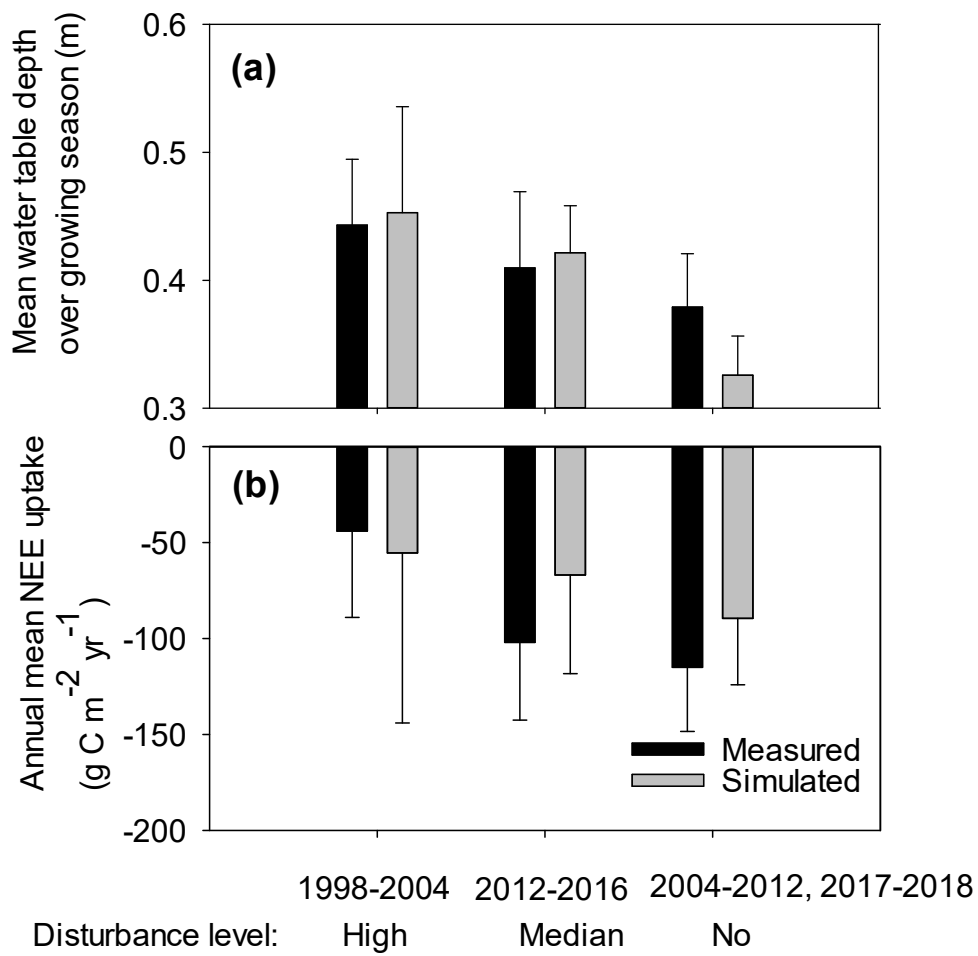 Mean water table depth
over growing season (m)
0.6
0.5
0.4
0.3
(a)
Annual mean NEE uptake
(g C m-2 yr-1)
0
-50
-100
-150
-200
(b)
Measured
Simulated
1998-2004 2012-2016 2004-2012, 2017-2018
Disturbance level: High Median No